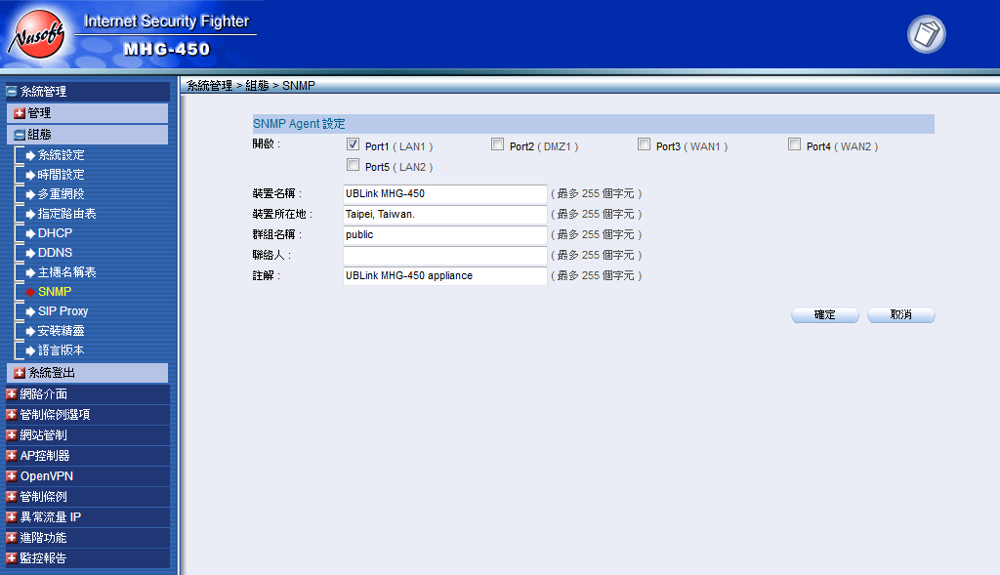 Nusoft Internet Security Fighter
MHG-450
系統管理 > 組態 > SNMP
系統管理
管理
組態
系統設定
時間設定
多重網段
指定路由表
DHCP
DDNS
主機名稱表
SNMP
SIP Proxy
安裝精靈
語言版本
系統登出
網路介面
管制條例選項
網站管制
AP控制器
OpenVPN
管制條例
異常流量 IP
進階功能
監控報告
SNMP Agent 設定
開啟 : Port1 ( LAN1 ) Port2 ( DMZ1 ) Port3 ( WAN1 ) Port4 ( WAN2 )
Port5 ( LAN2 )
裝置名稱 : UBLink MHG-450 ( 最多 255 個字元 )
裝置所在地 : Taipei, Taiwan. ( 最多 255 個字元 )
群組名稱 : public ( 最多 255 個字元 )
聯絡人 : ( 最多 255 個字元 )
註解 : UBLink MHG-450 appliance ( 最多 255 個字元 )
確定 取消